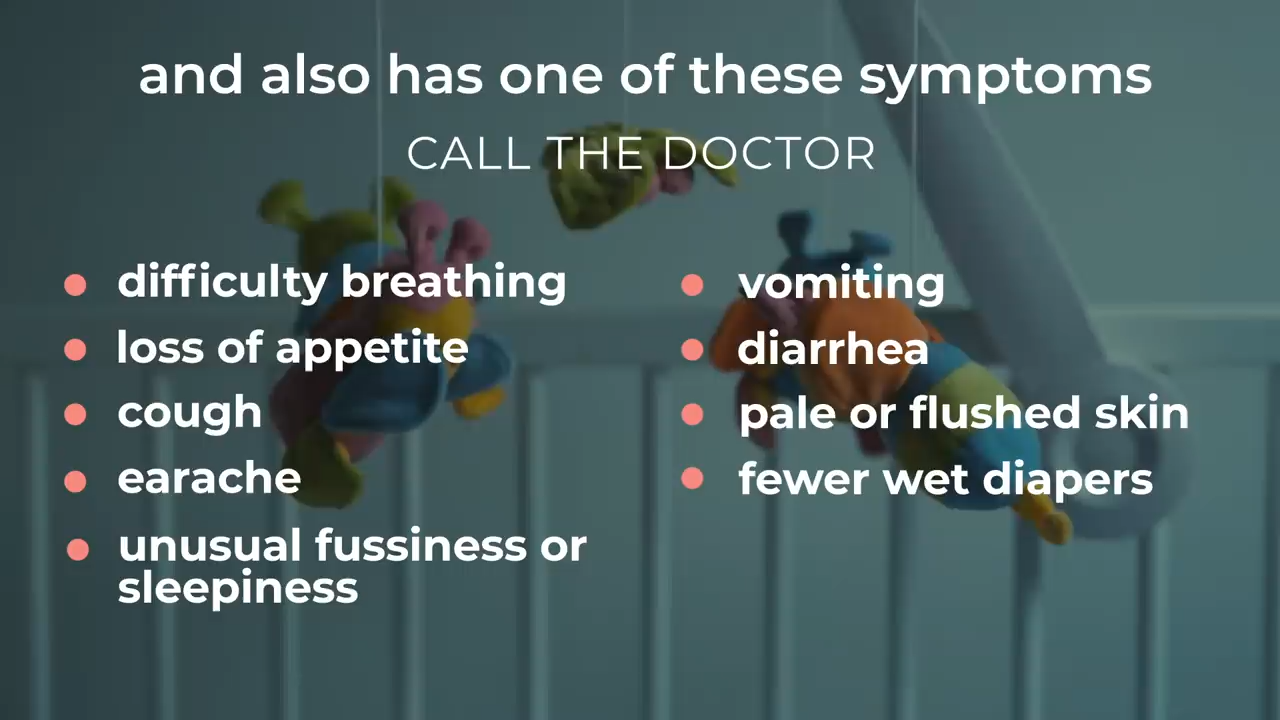 and also has one of these symptoms
CALL THE DOCTOR
difficulty breathing
loss of appetite
cough
earache
unusual fussiness or
sleepiness
vomiting
diarrhea
pale or flushed skin
fewer wet diapers